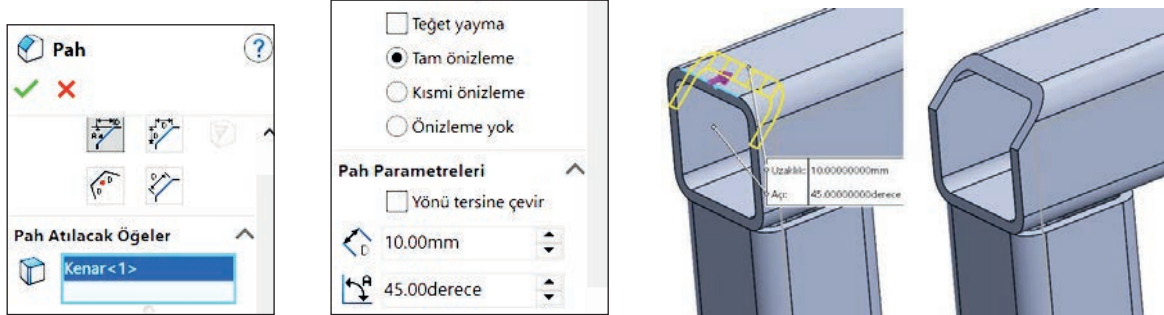 Pah
?
Pah Atılacak Öğeler
Kenar<1>
Teğet yayma
Tam önizleme
Kısmi önizleme
Önizleme yok
Pah Parametreleri
Yönü tersine çevir
10.00mm
45.00derece
Uzaklık: 10.00000000mm
Açı: 45.00000000derece